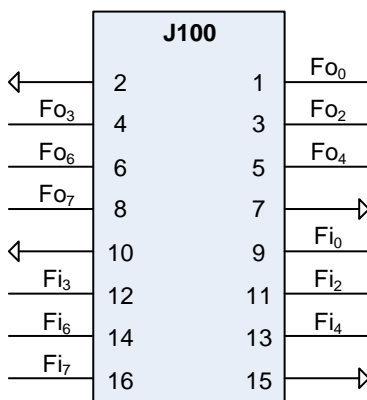 J100
2 1 Fo₀
Fo₃ 4 3 Fo₂
Fo₆ 6 5 Fo₄
Fo₇ 8 7
10 9 Fi₀
Fi₃ 12 11 Fi₂
Fi₆ 14 13 Fi₄
Fi₇ 16 15